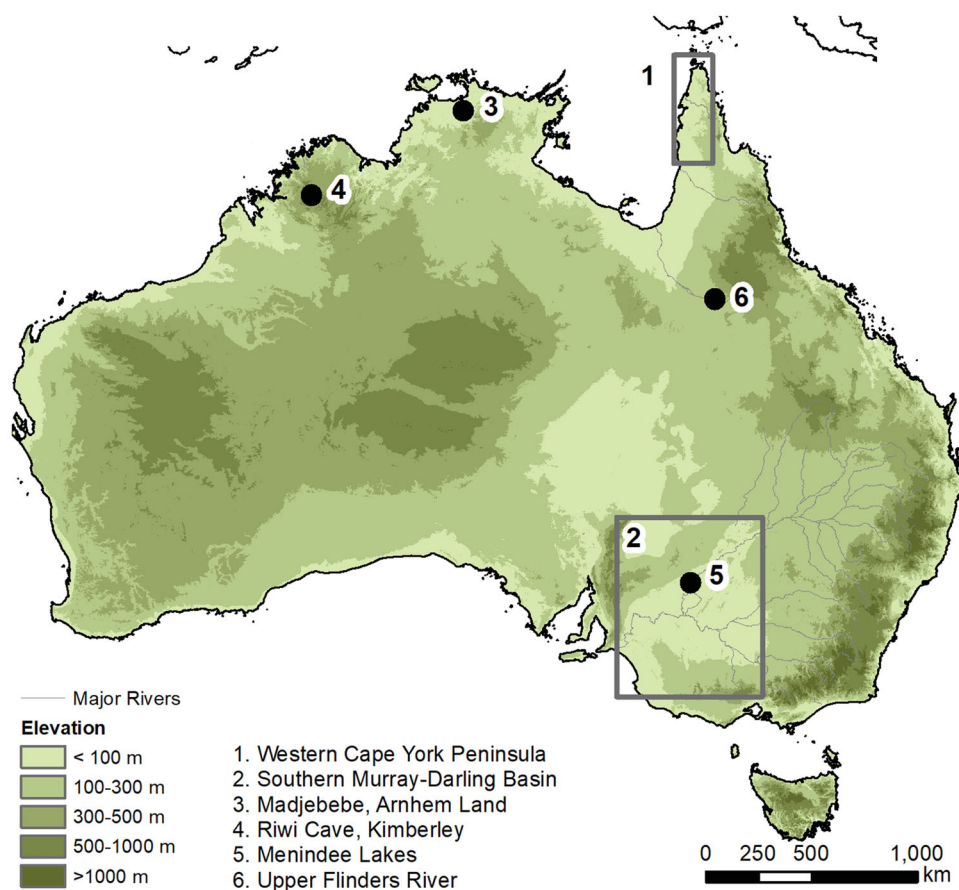 1
3
4
6
2
5
Major Rivers
Elevation
< 100 m
100-300 m
300-500 m
500-1000 m
>1000 m
1. Western Cape York Peninsula
2. Southern Murray-Darling Basin
3. Madjebebe, Arnhem Land
4. Riwi Cave, Kimberley
5. Menindee Lakes
6. Upper Flinders River
0 250 500 1,000
km